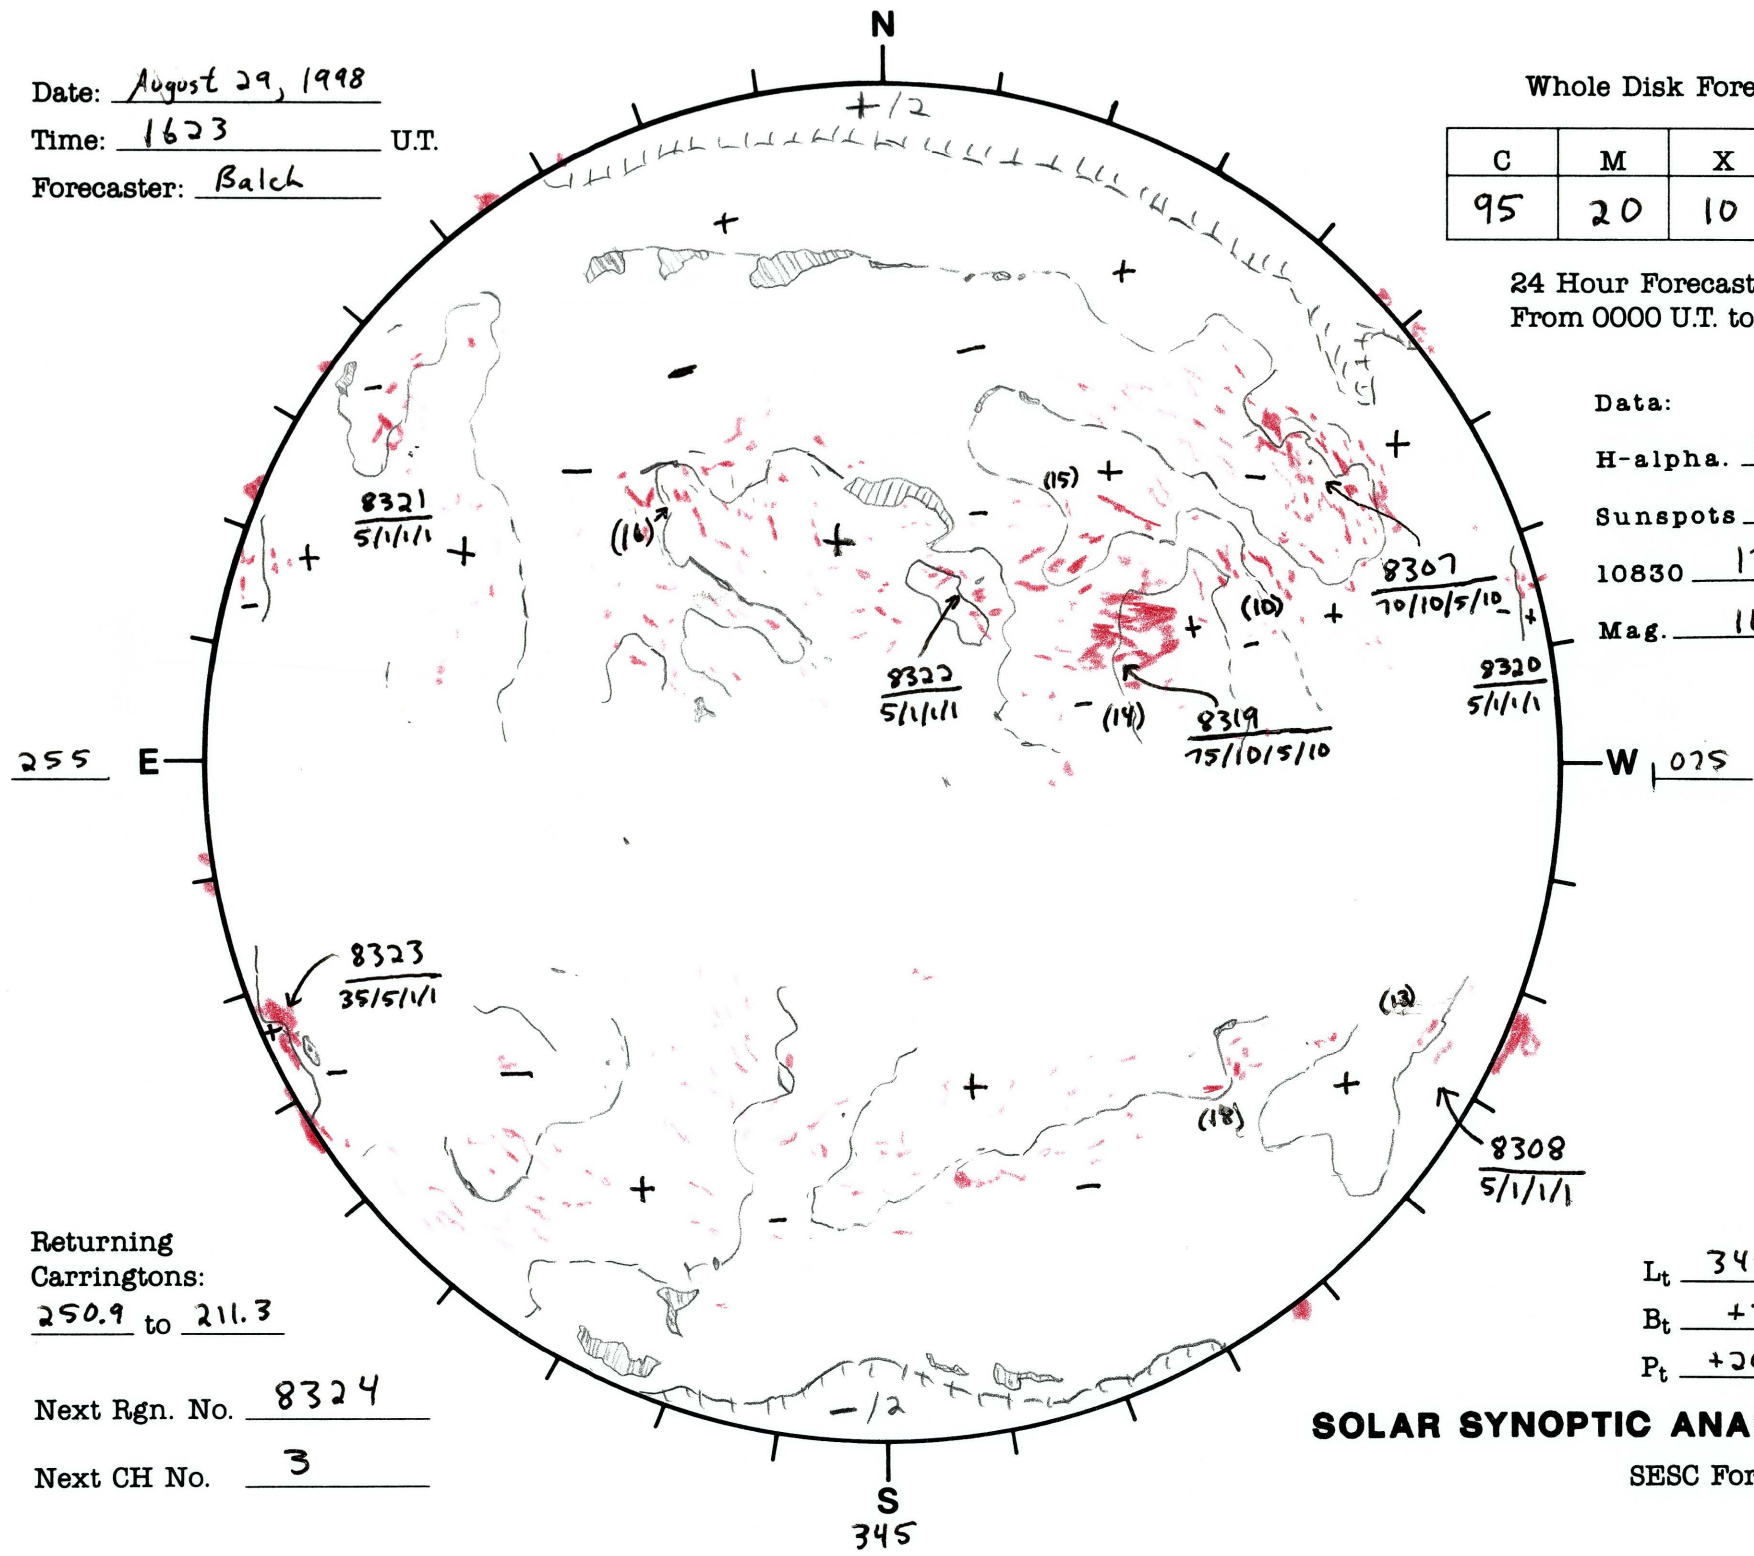 N
Date: August 29, 1998
Time: 1623 U.T.
Forecaster: Balch
Whole Disk Fore
C M X
95 20 10
24 Hour Forecast
From 0000 U.T. to
+/2
+
+
-
-
-
+
8321
5/1/1/1
-
(16)
+
+
+
-
-
(15)
+
-
8307
70/10/5/10
(10)
+
-
+
8322
5/1/1/1
-
(14)
8319
75/10/5/10
-
+
8320
5/1/1/1
Data:
H-alpha.
Sunspots
10830
Mag.
255
E
W
075
8323
35/5/1/1
+
-
-
+
(13)
+
(18)
8308
5/1/1/1
+
-
-
-/2
Returning
Carringtons:
250.9 to 211.3
Next Rgn. No. 8324
Next CH No. 3
Lt 34
Bt +
Pt +20
SOLAR SYNOPTIC ANA
SESC For
S
345